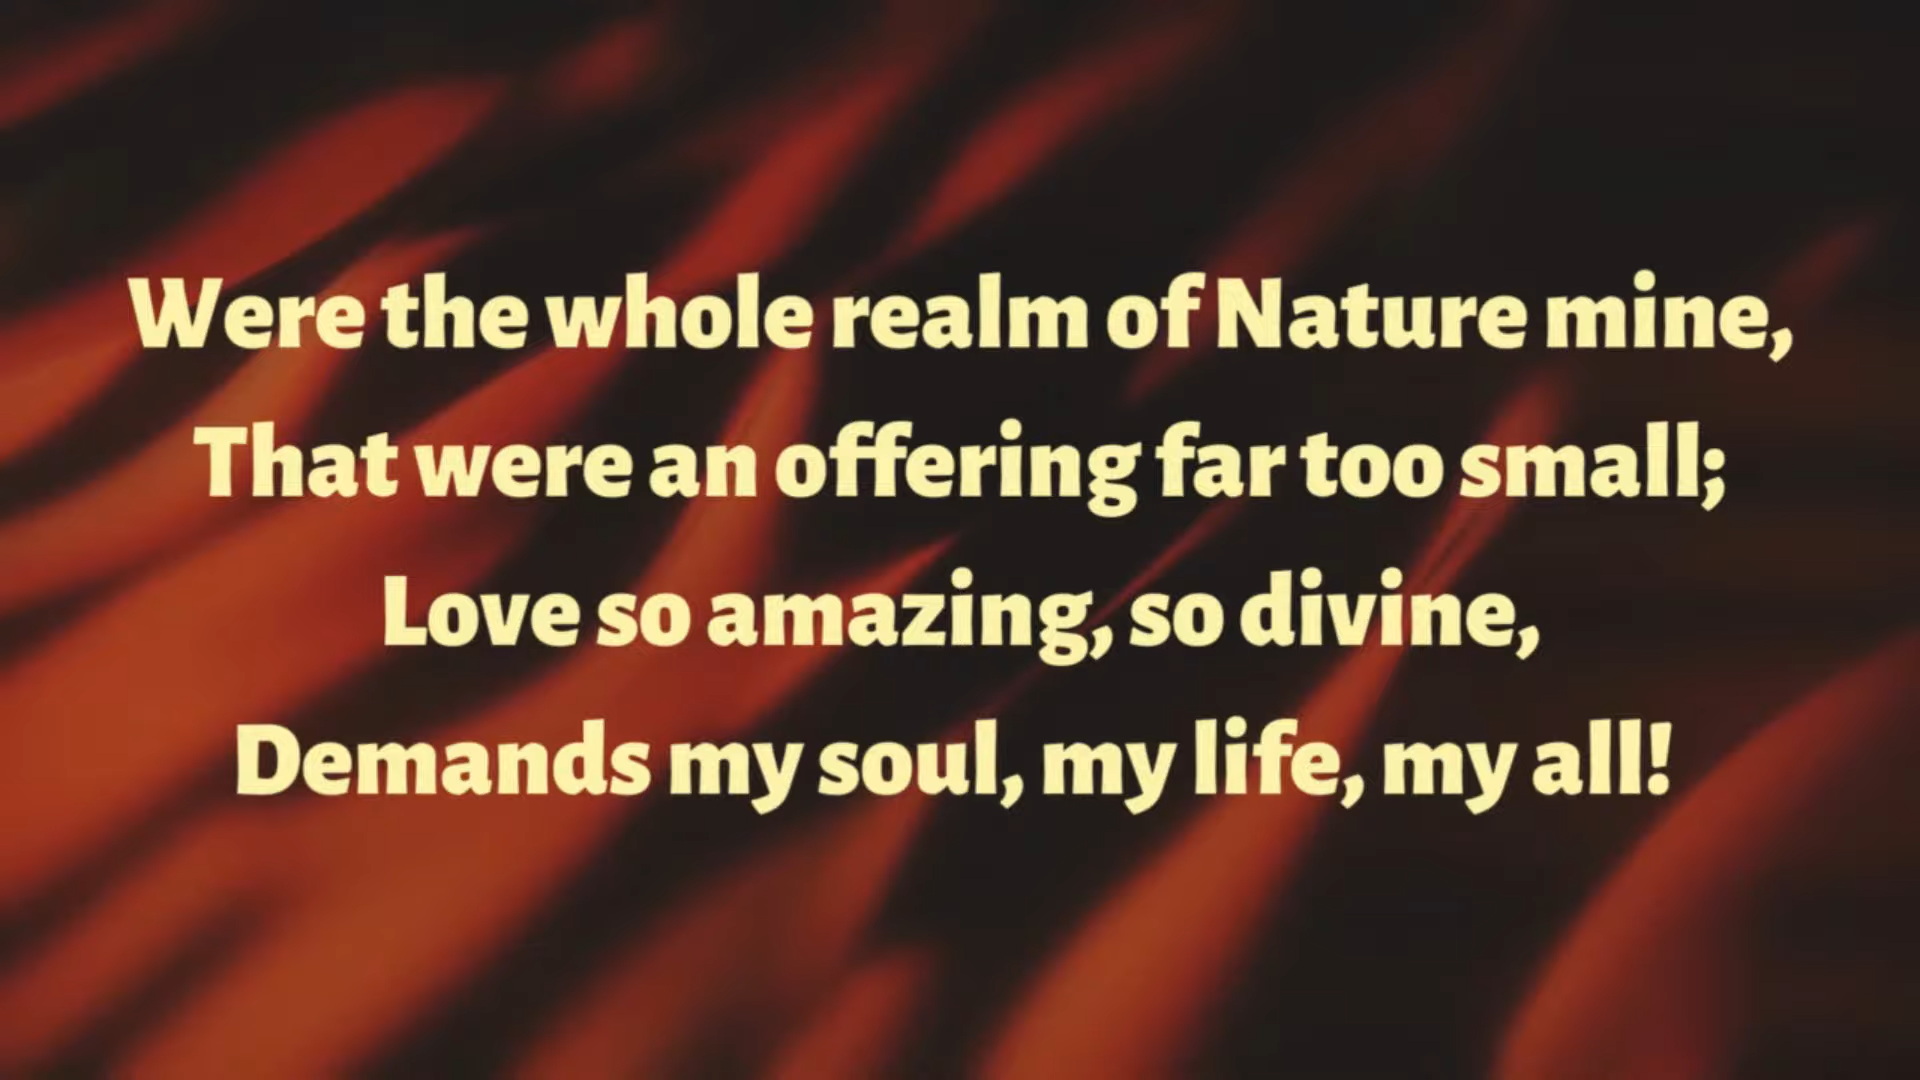 Were the whole realm of Nature mine,
That were an offering far too small;
Love so amazing, so divine,
Demands my soul, my life, my all!